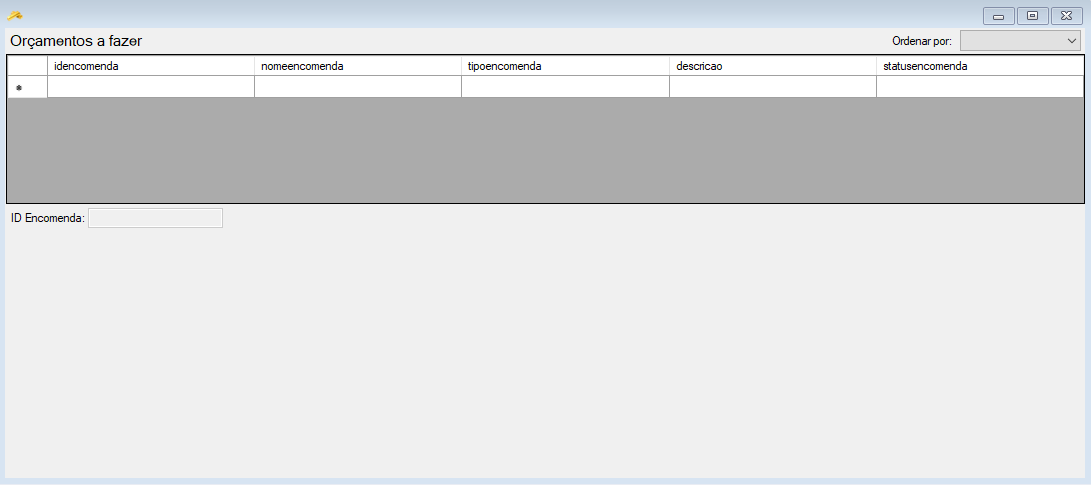 Orçamentos a fazer
Ordenar por:
idencomenda nomeencomenda tipoencomenda descricao statusencomenda
*
ID Encomenda: